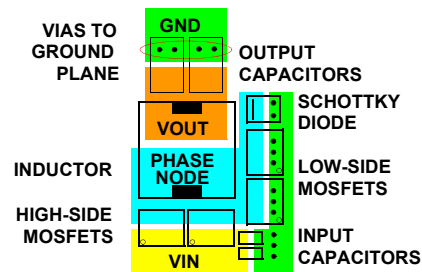 GND
VIAS TO
GROUND
PLANE
OUTPUT
CAPACITORS
SCHOTTKY
DIODE
VOUT
INDUCTOR
PHASE
NODE
LOW-SIDE
MOSFETS
HIGH-SIDE
MOSFETS
INPUT
CAPACITORS
VIN